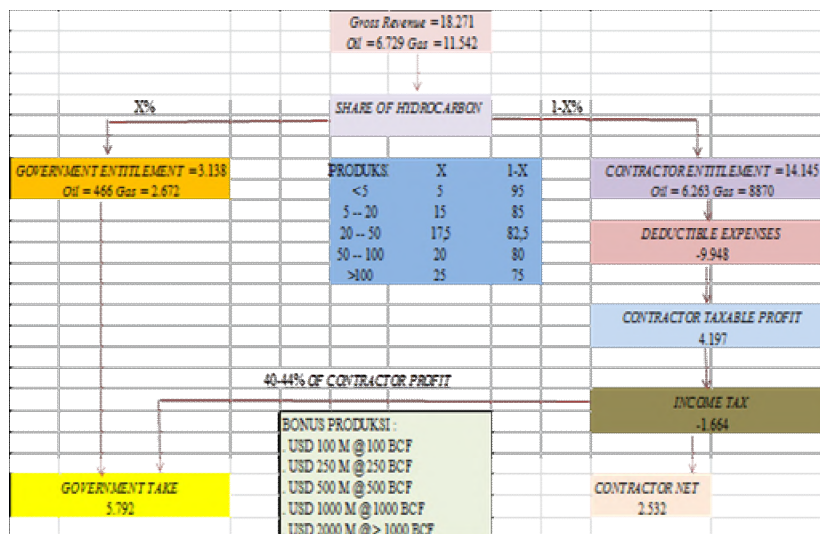 Gross Revenue =18.271
Oil =6.729 Gas =11.542
X%
SHARE OF HYDROCARBON
1-X%
GOVERNMENT ENTITLEMENT =3.138
Oil = 466 Gas = 2.672
PRODUKS. X 1-X
<5 5 95
5 -- 20 15 85
20 -- 50 17,5 82,5
50 -- 100 20 80
>100 25 75
CONTRACTOR ENTITLEMENT =14.145
Oil = 6.263 Gas = 8870
DEDUCTIBLE EXPENSES
-9.948
CONTRACTOR TAXABLE PROFIT
4.197
40-44% OF CONTRACTOR PROFIT
INCOME TAX
-1.664
BONUS PRODUKSI :
. USD 100 M @100 BCF
. USD 250 M @250 BCF
. USD 500 M @500 BCF
. USD 1000 M @1000 BCF
. USD 2000 M @> 1000 BCF
GOVERNMENT TAKE
5.792
CONTRACTOR NET
2.532